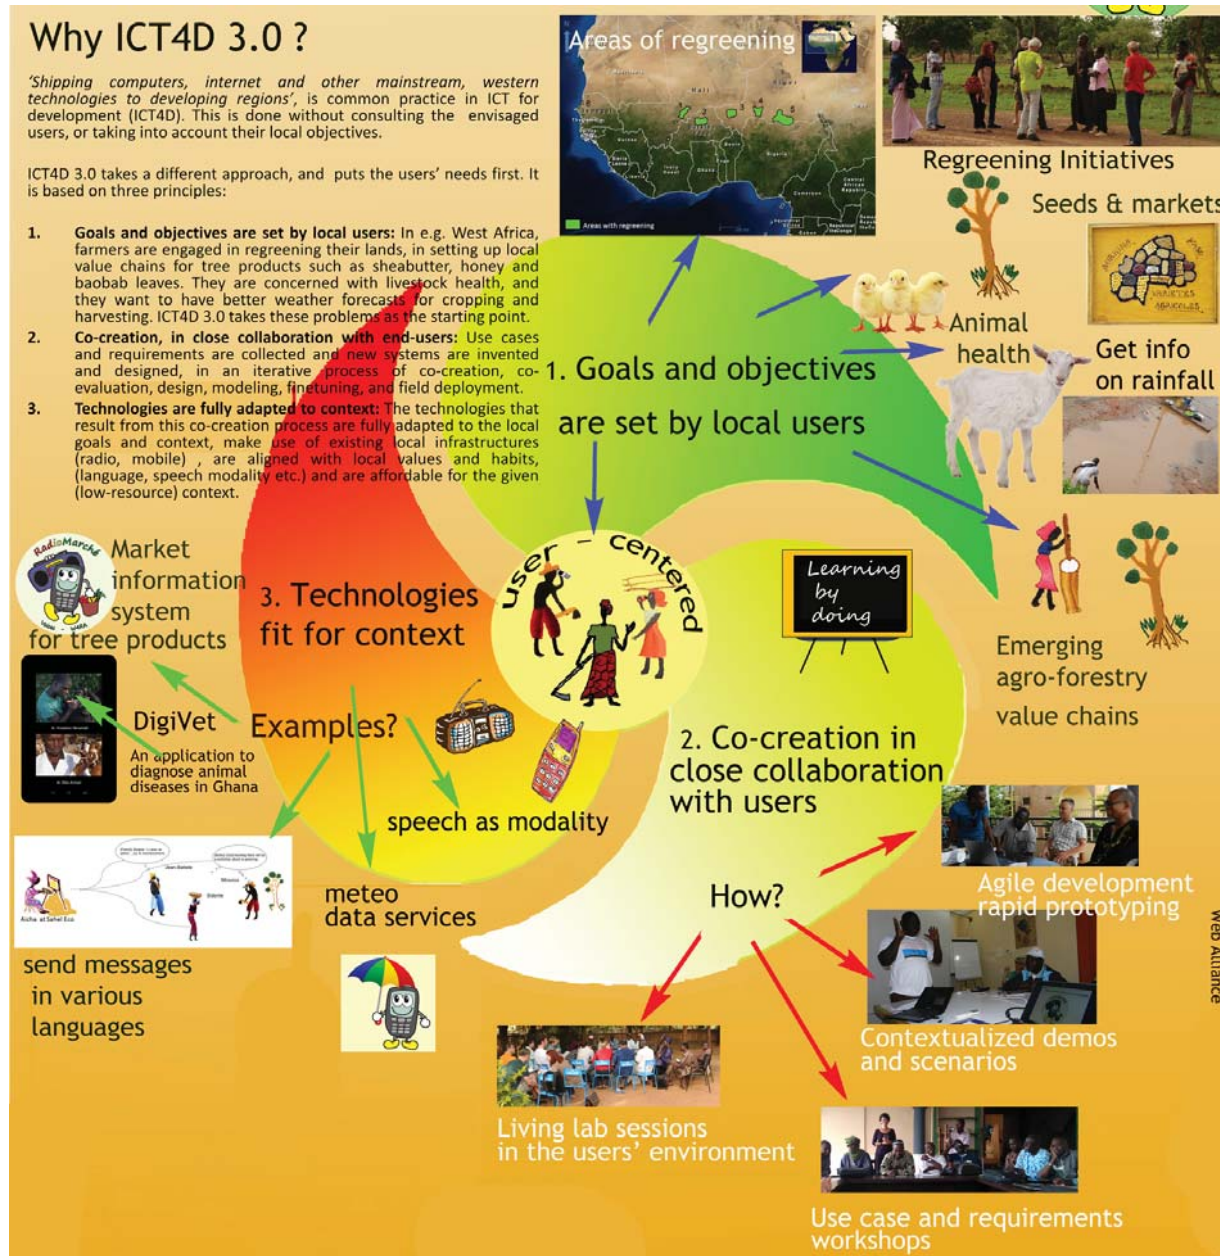 Why ICT4D 3.0 ?
'Shipping computers, internet and other mainstream, western
technologies to developing regions', is common practice in ICT for
development (ICT4D). This is done without consulting the envisaged
users, or taking into account their local objectives.
ICT4D 3.0 takes a different approach, and puts the users' needs first. It
is based on three principles:
1. Goals and objectives are set by local users: In e.g. West Africa,
farmers are engaged in regreening their lands, in setting up local
value chains for tree products such as sheabutter, honey and
baobab leaves. They are concerned with livestock health, and
they want to have better weather forecasts for cropping and
harvesting. ICT4D 3.0 takes these problems as the starting point.
2. Co-creation, in close collaboration with end-users: Use cases
and requirements are collected and new systems are invented
and designed, in an iterative process of co-creation, co-
evaluation, design, modeling, finetuning, and field deployment.
3. Technologies are fully adapted to context: The technologies that
result from this co-creation process are fully adapted to the local
goals and context, make use of existing local infrastructures
(radio, mobile) , are aligned with local values and habits,
(language, speech modality etc.) and are affordable for the given
(low-resource) context.
Areas of regreening
Areas with regreening
Regreening Initiatives
Seeds & markets
VARIETES
AGRICOLES
Animal
health
Get info
on rainfall
1. Goals and objectives
are set by local users
user - centered
Learning
by
doing
Emerging
agro-forestry
value chains
2. Co-creation in
close collaboration
with users
How?
Agile development
rapid prototyping
Contextualized demos
and scenarios
Living lab sessions
in the users' environment
Use case and requirements
workshops
3. Technologies
fit for context
Examples?
RadioMarché
Market
information
system
for tree products
DigiVet
An application to
diagnose animal
diseases in Ghana
speech as modality
meteo
data services
Aicha at Sahel Eco
send messages
in various
languages
Web Alliance